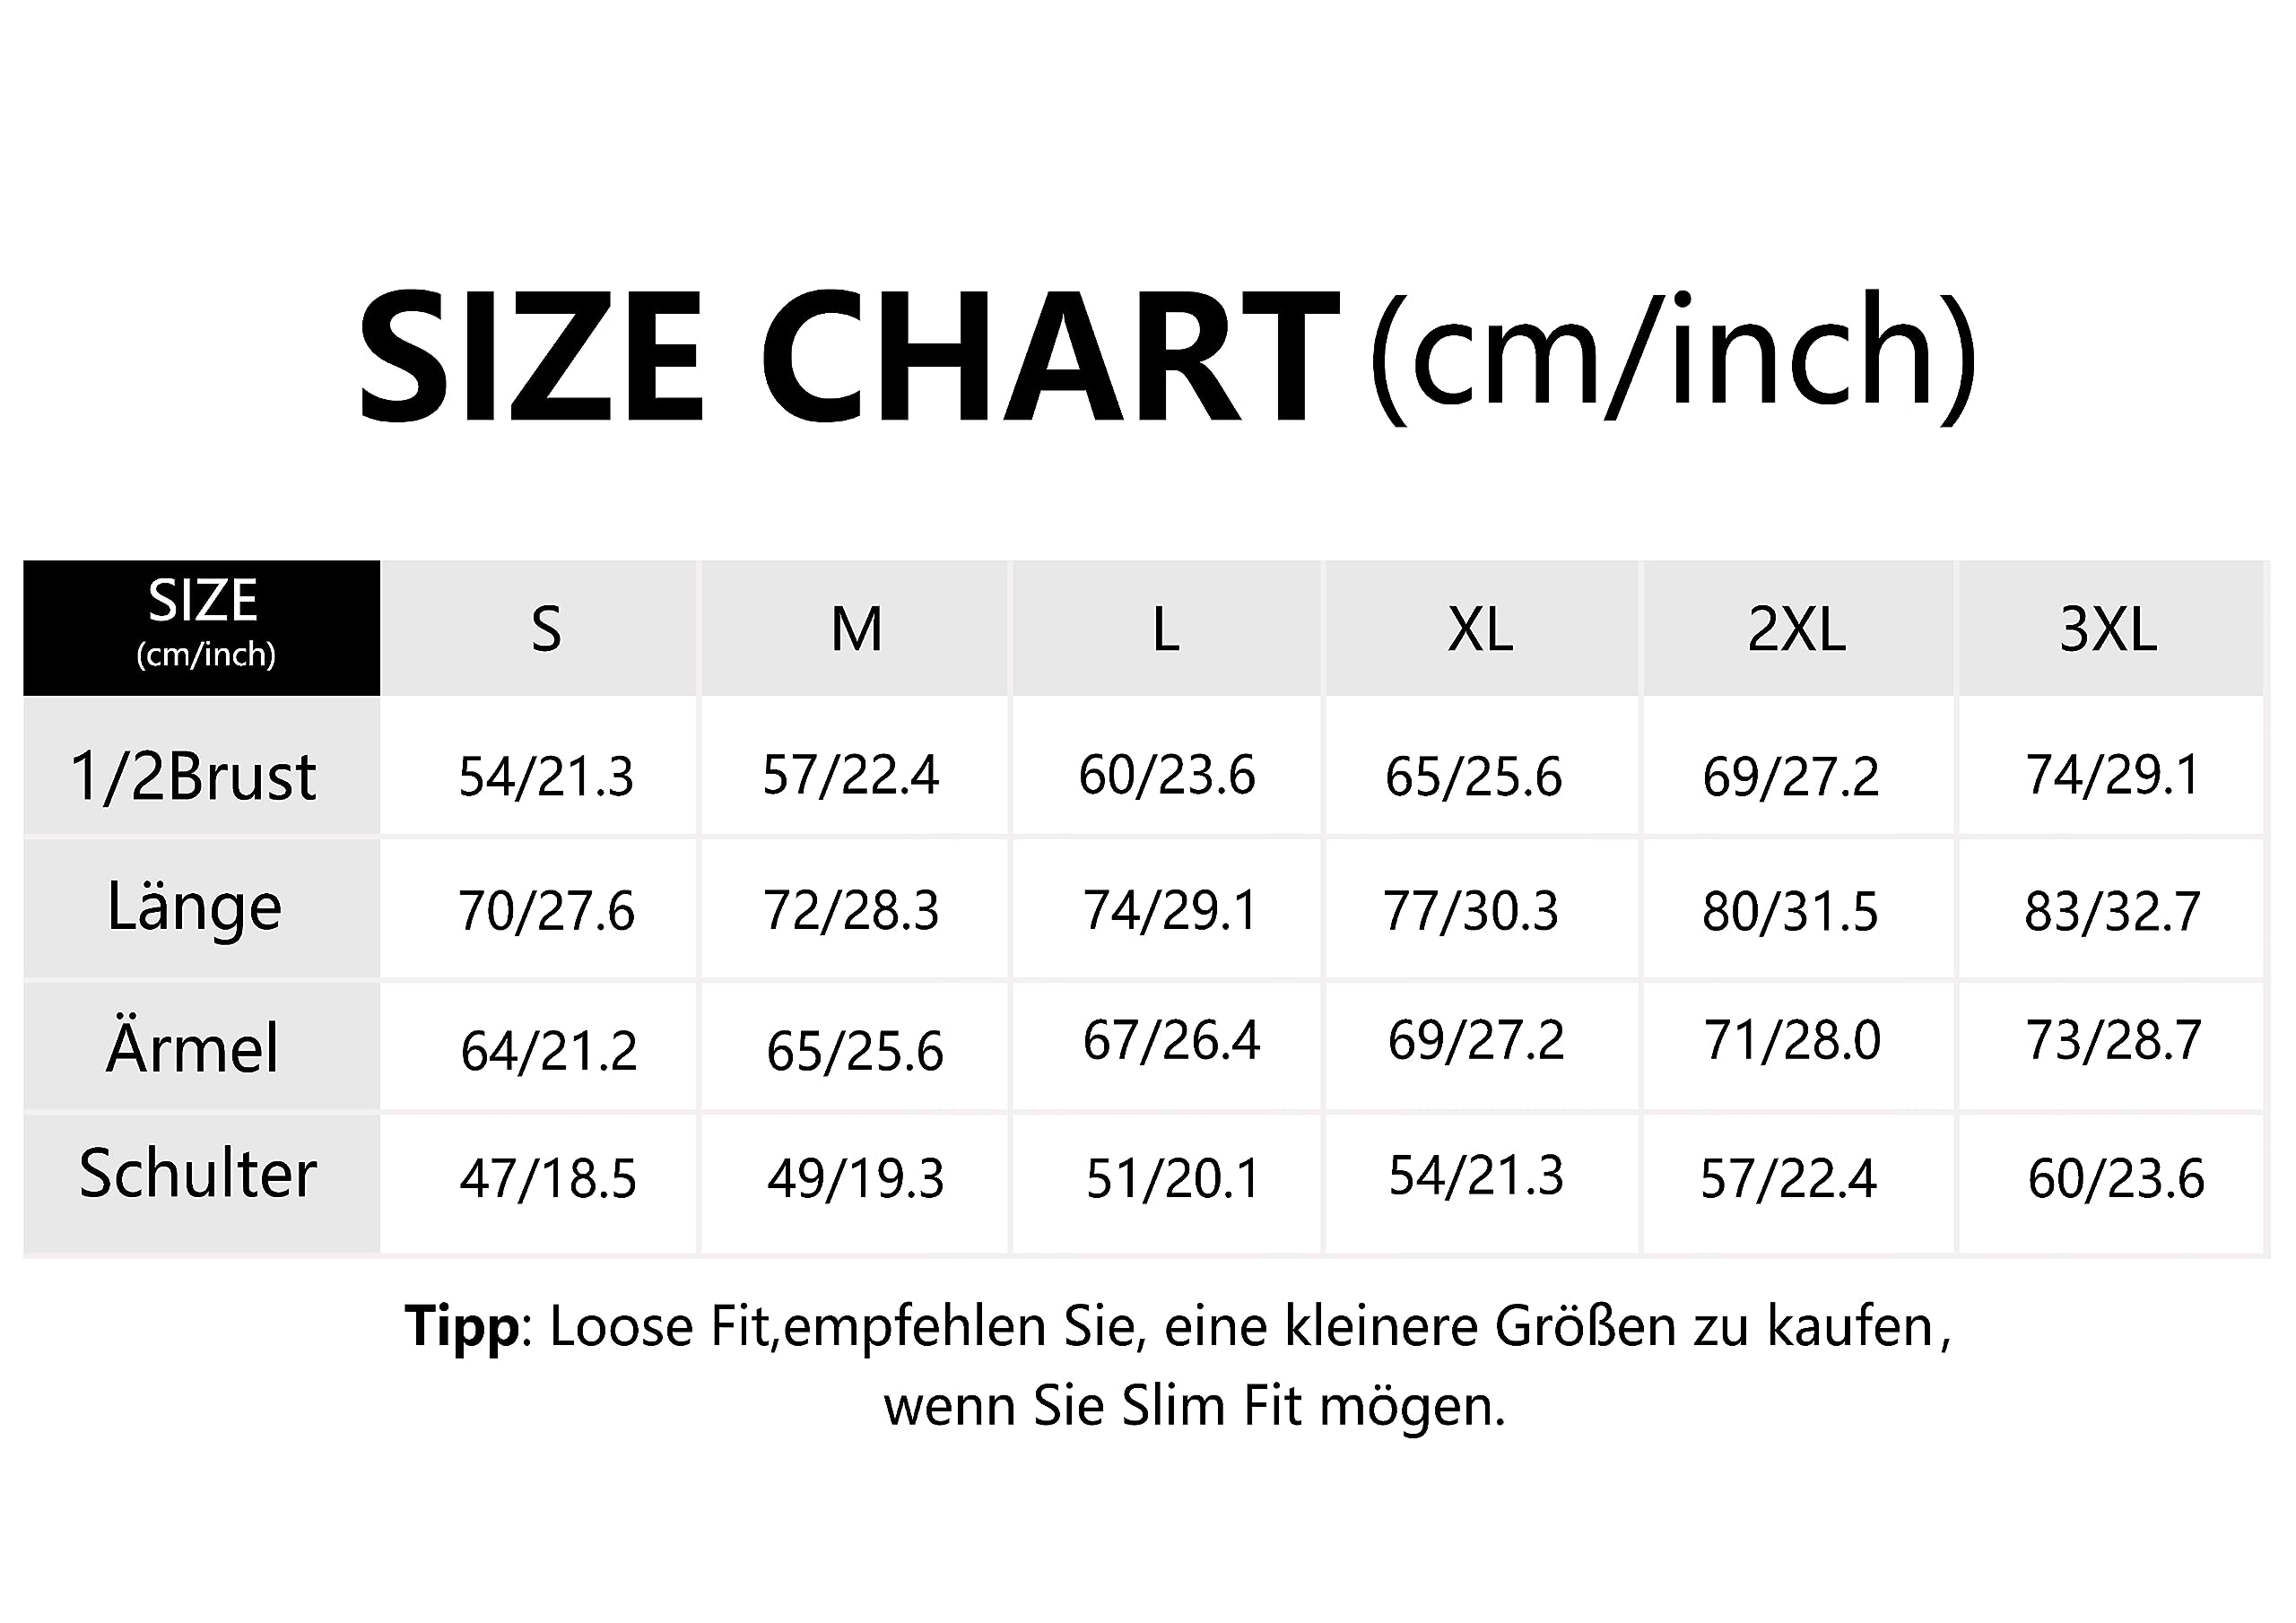 SIZE CHART (cm/inch)
SIZE S M L XL 2XL 3XL
(cm/inch)
1/2Brust 54/21.3 57/22.4 60/23.6 65/25.6 69/27.2 74/29.1
Länge 70/27.6 72/28.3 74/29.1 77/30.3 80/31.5 83/32.7
Ärmel 64/21.2 65/25.6 67/26.4 69/27.2 71/28.0 73/28.7
Schulter 47/18.5 49/19.3 51/20.1 54/21.3 57/22.4 60/23.6
Tipp: Loose Fit,empfehlen Sie, eine kleinere Größen zu kaufen,
wenn Sie Slim Fit mögen.